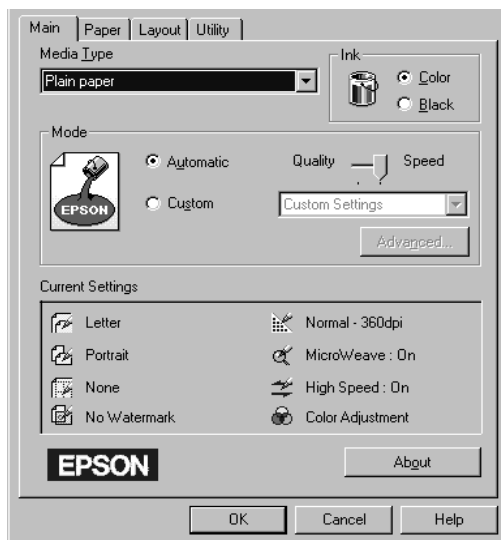 Main Paper Layout Utility
Media Type
Plain paper
Ink
Color
Black
Mode
EPSON
Automatic
Custom
Quality Speed
Custom Settings
Advanced...
Current Settings
Letter
Portrait
None
No Watermark
Normal - 360dpi
MicroWeave : On
High Speed : On
Color Adjustment
EPSON
About
OK Cancel Help